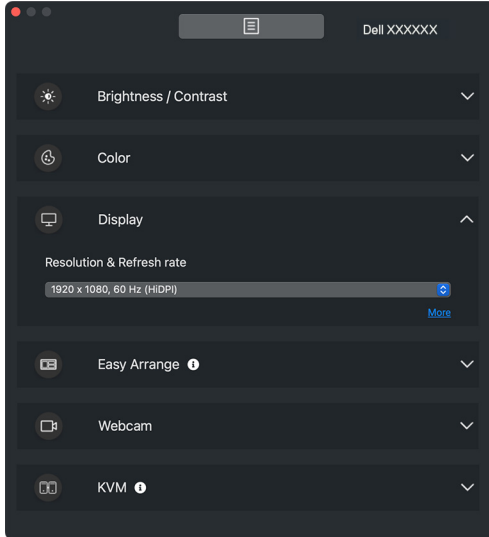 Dell XXXXXX
Brightness / Contrast
Color
Display
Resolution & Refresh rate
1920 x 1080, 60 Hz (HiDPI)
More
Easy Arrange
Webcam
KVM